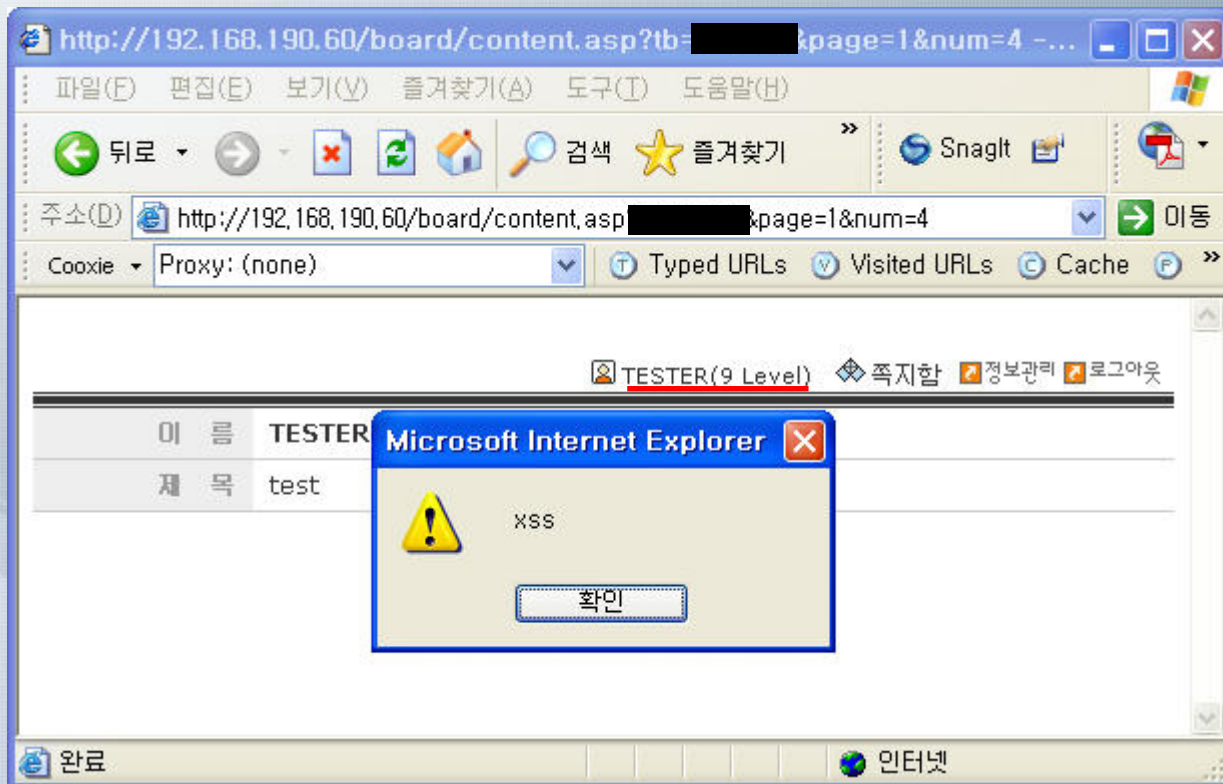 http://192.168.190.60/board/content.asp?tb= &page=1&num=4 -...
파일(F) 편집(E) 보기(V) 즐겨찾기(A) 도구(T) 도움말(H)
뒤로 검색 즐겨찾기 » SnagIt
주소(D) http://192,168,190,60/board/content,asp &page=1&num=4 이동
Cooxie Proxy: (none) T Typed URLs V Visited URLs C Cache P »
TESTER(9 Level) 쪽지함 정보관리 로그아웃
이 름 TESTER
제 목 test
Microsoft Internet Explorer
xss
확인
완료 인터넷